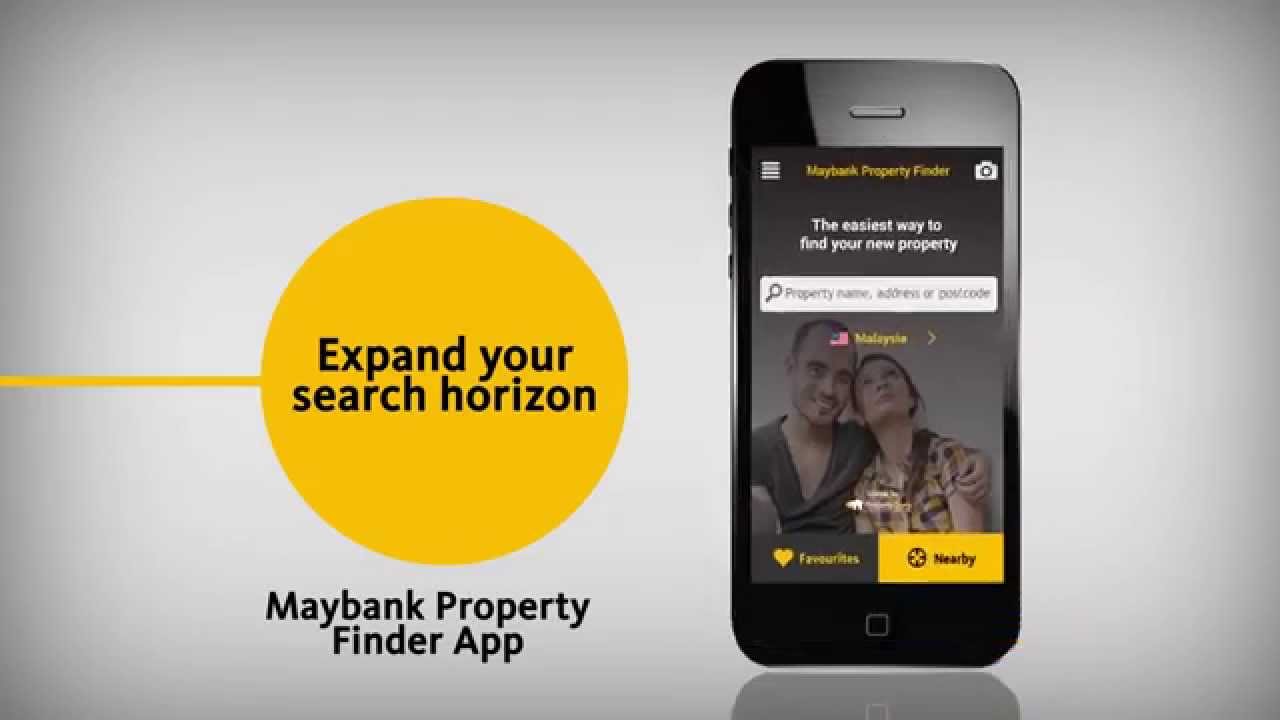 Expand your
search horizon
Maybank Property
Finder App
Maybank Property Finder
The easiest way to
find your new property
Property name, address or postcode
Malaysia
Favourites
Nearby